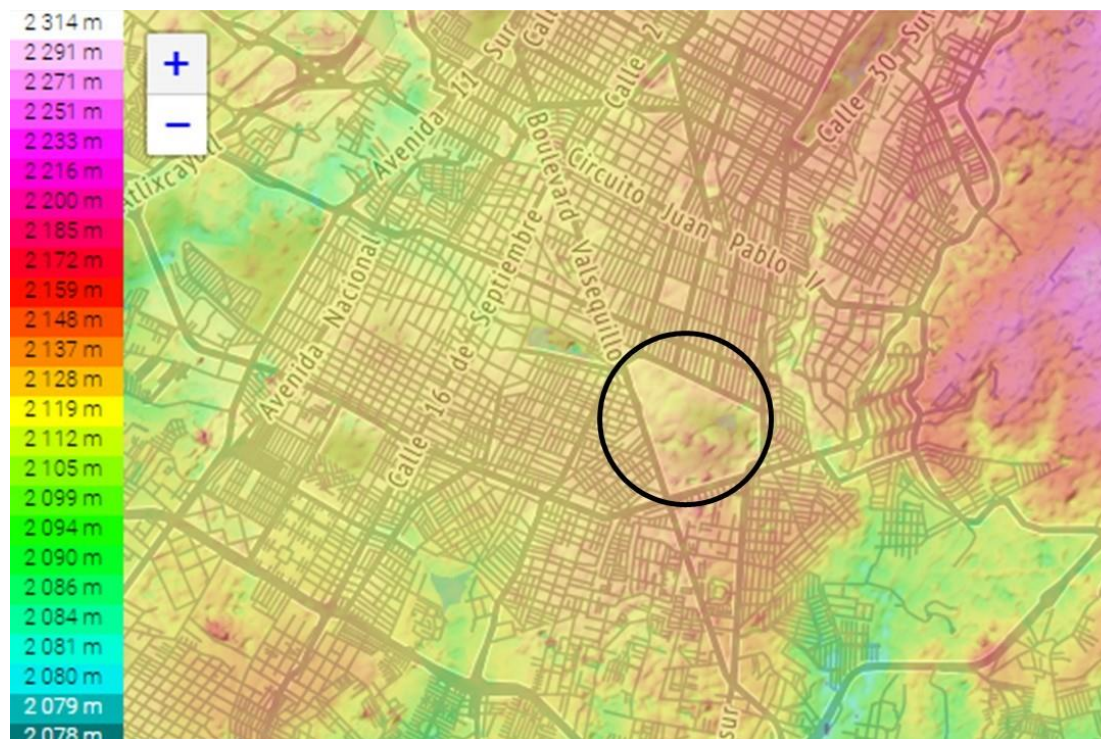 2 314 m
2 291 m
2 271 m
2 251 m
2 233 m
2 216 m
2 200 m
2 185 m
2 172 m
2 159 m
2 148 m
2 137 m
2 128 m
2 119 m
2 112 m
2 105 m
2 099 m
2 094 m
2 090 m
2 086 m
2 084 m
2 081 m
2 080 m
2 079 m
2 078 m
+
−
Avenida 11 Sur
Calle 2
Calle 30 Sur
Boulevard Valsequillo
Circuito Juan Pablo II
Avenida Nacional
Calle 16 de Septiembre
sur